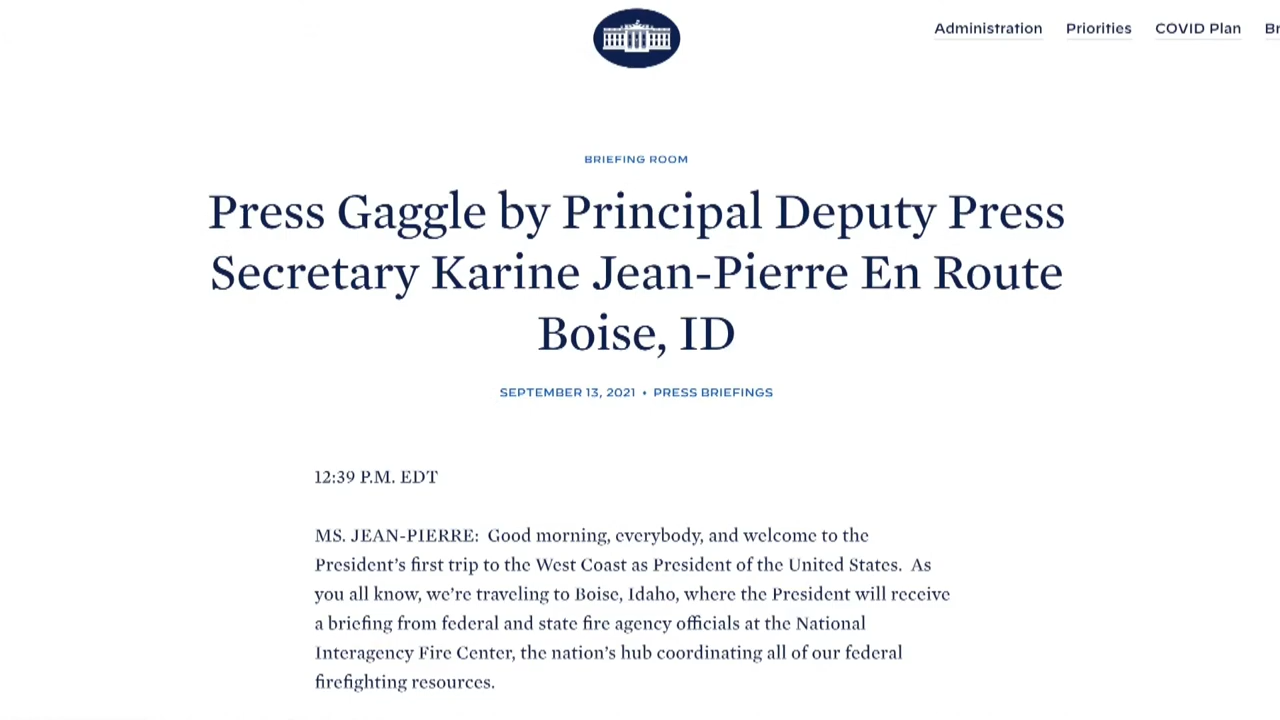 Administration Priorities COVID Plan Br
BRIEFING ROOM
Press Gaggle by Principal Deputy Press
Secretary Karine Jean-Pierre En Route
Boise, ID
SEPTEMBER 13, 2021 • PRESS BRIEFINGS
12:39 P.M. EDT
MS. JEAN-PIERRE:  Good morning, everybody, and welcome to the
President’s first trip to the West Coast as President of the United States.  As
you all know, we’re traveling to Boise, Idaho, where the President will receive
a briefing from federal and state fire agency officials at the National
Interagency Fire Center, the nation’s hub coordinating all of our federal
firefighting resources.